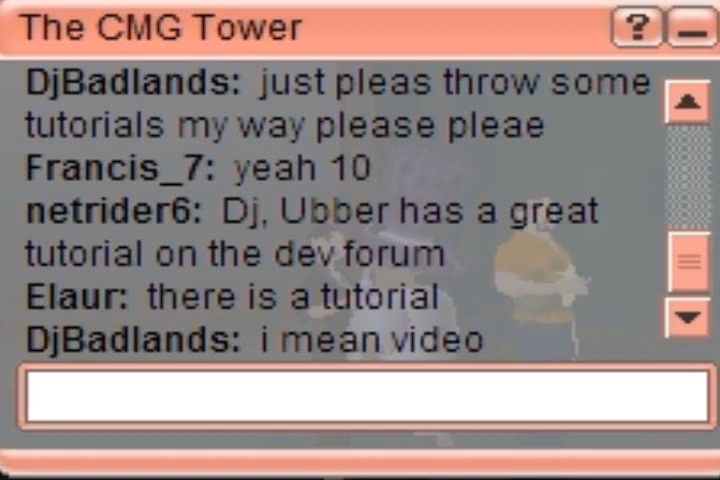 The CMG Tower
?
DjBadlands: just pleas throw some
tutorials my way please pleae
Francis_7: yeah 10
netrider6: Dj, Ubber has a great
tutorial on the dev forum
Elaur: there is a tutorial
DjBadlands: i mean video